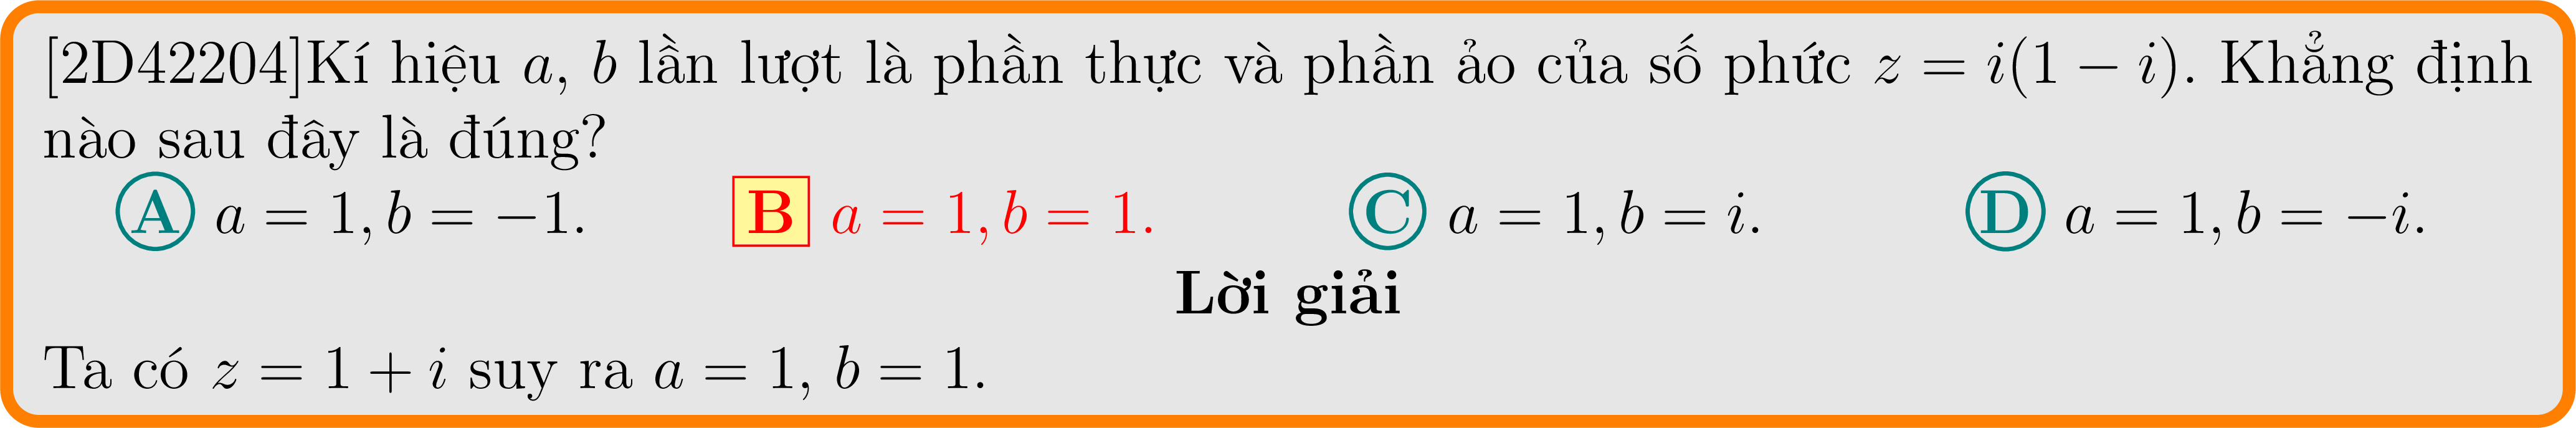 [2D42204]Kí hiệu a, b lần lượt là phần thực và phần ảo của số phức z = i(1 − i). Khẳng định
nào sau đây là đúng?
A a = 1, b = −1. B a = 1, b = 1. C a = 1, b = i. D a = 1, b = −i.
Lời giải
Ta có z = 1 + i suy ra a = 1, b = 1.